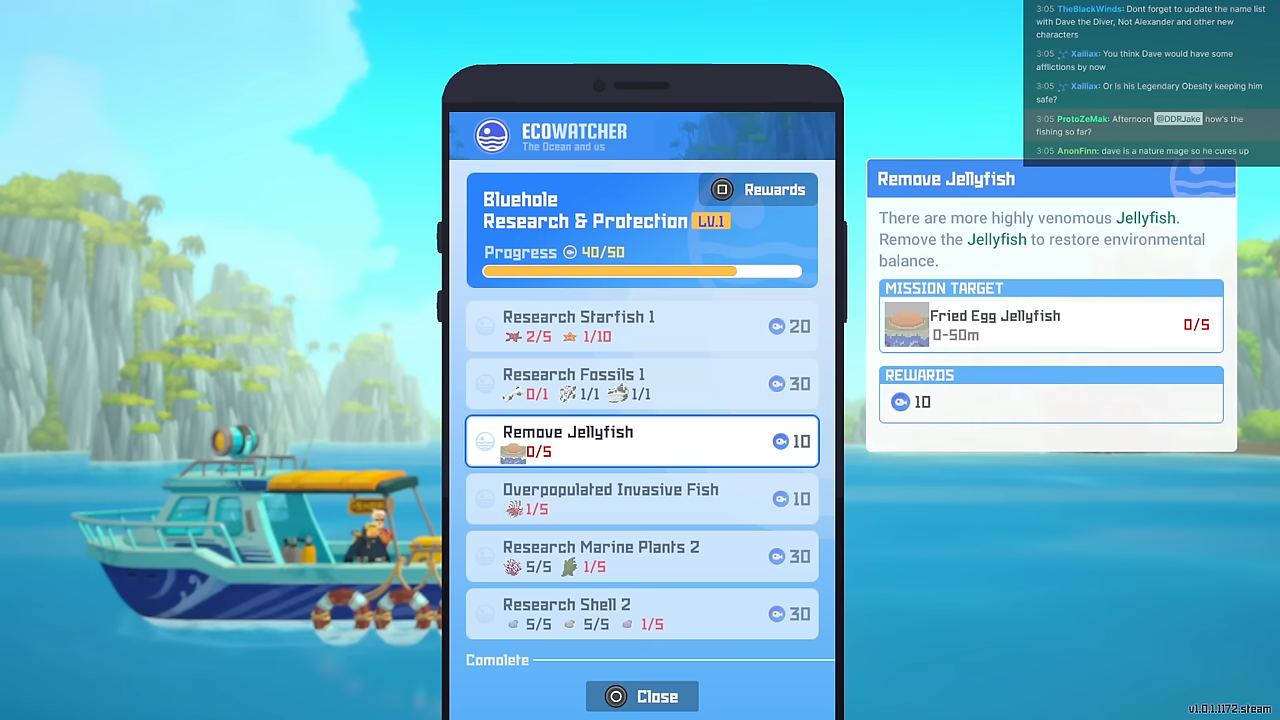 3:05 TheBlackWinds: Dont forget to update the name list
with Dave the Diver, Not Alexander and other new
characters
3:05 Xailiax: You think Dave would have some
afflictions by now
3:05 Xailiax: Or is his Legendary Obesity keeping him
safe?
3:05 ProtoZeMak: Afternoon @DDRJake how's the
fishing so far?
3:05 AnonFinn: dave is a nature mage so he cures up
ECOWATCHER
The Ocean and us
Rewards
Bluehole
Research & Protection LV.1
Progress 40/50
Research Starfish 1
2/5 1/10
20
Research Fossils 1
0/1 1/1 1/1
30
Remove Jellyfish
0/5
10
Overpopulated Invasive Fish
1/5
10
Research Marine Plants 2
5/5 1/5
30
Research Shell 2
5/5 5/5 1/5
30
Complete
Close
Remove Jellyfish
There are more highly venomous Jellyfish.
Remove the Jellyfish to restore environmental
balance.
MISSION TARGET
Fried Egg Jellyfish
0-50m
0/5
REWARDS
10
v1.0.1.1172.steam